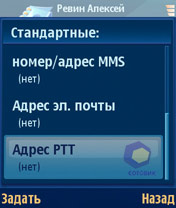 Ревин Алексей
Стандартные:
номер/адрес MMS
(нет)
Адрес эл. почты
(нет)
Адрес PTT
(нет)
Задать
Назад